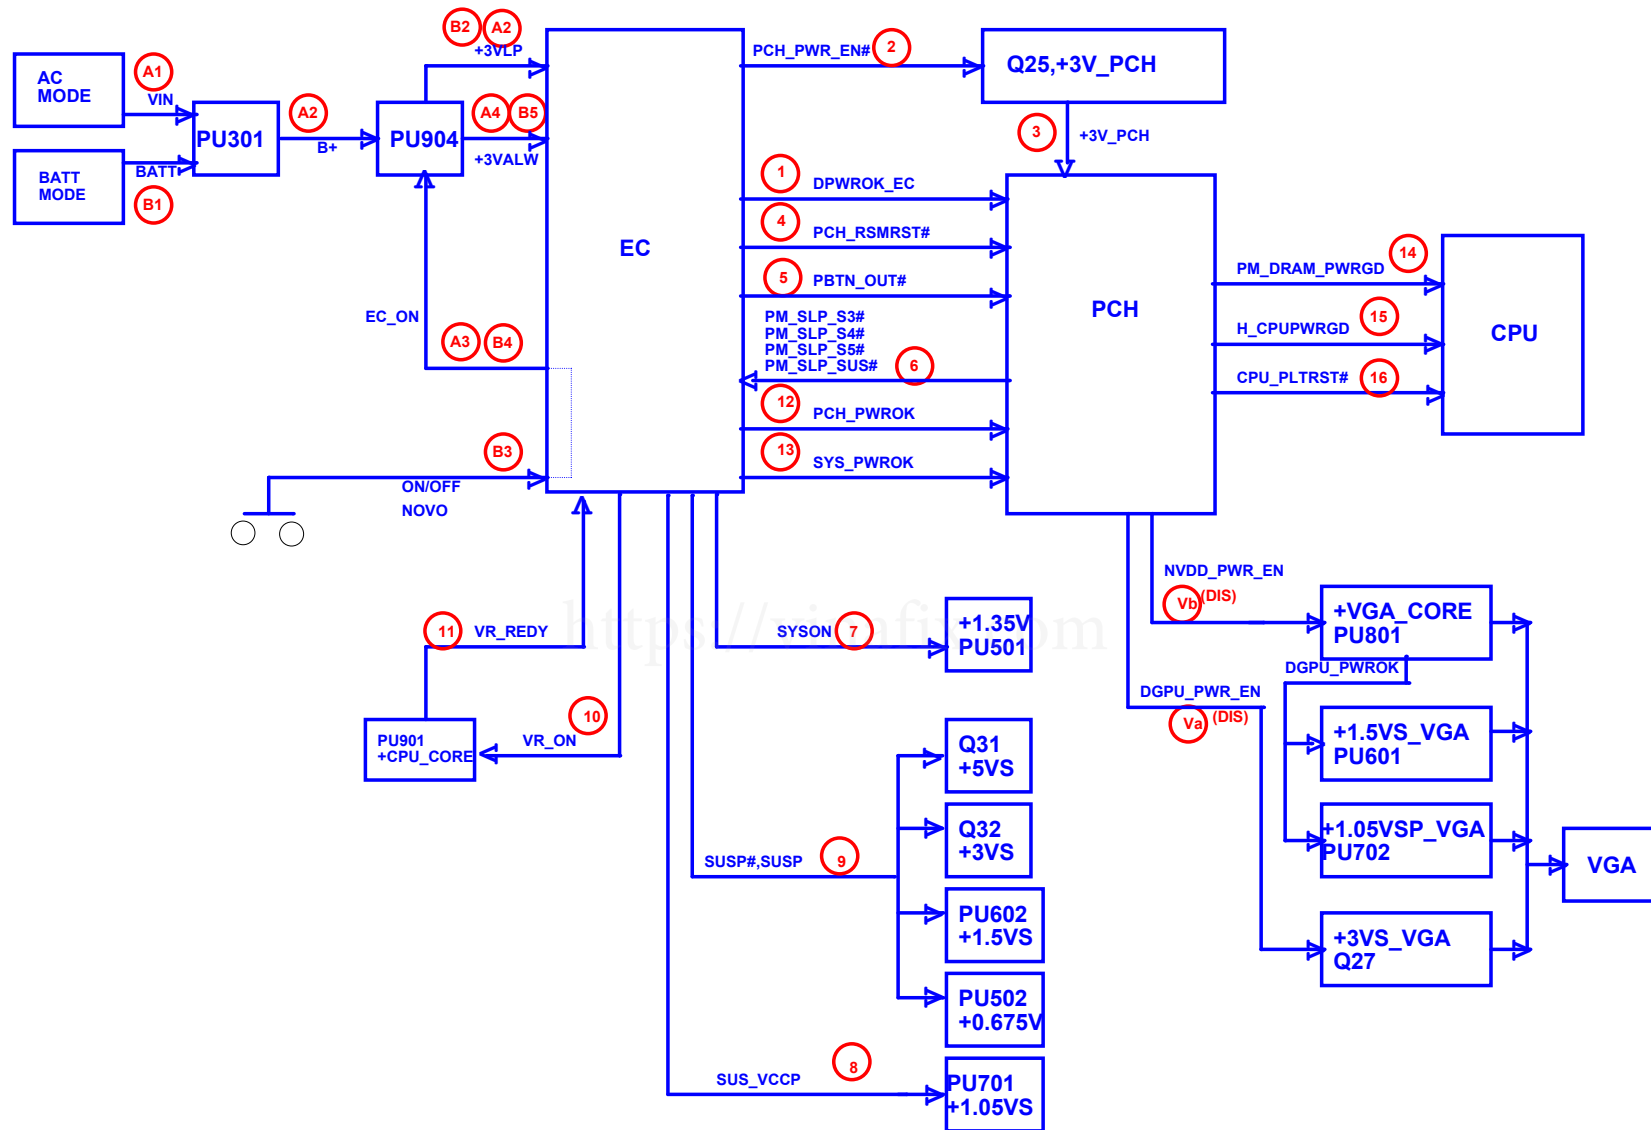 B2
A2
+3VLP
PCH_PWR_EN#
2
Q25,+3V_PCH
AC
MODE
A1
VIN
PU301
A2
B+
PU904
A4
B5
+3VALW
3
+3V_PCH
BATT
MODE
BATT
B1
EC
1
DPWROK_EC
4
PCH_RSMRST#
5
PBTN_OUT#
PM_SLP_S3#
PM_SLP_S4#
PM_SLP_S5#
PM_SLP_SUS#
6
12
PCH_PWROK
13
SYS_PWROK
PCH
PM_DRAM_PWRGD
14
H_CPUPWRGD
15
CPU_PLTRST#
16
CPU
EC_ON
A3
B4
B3
ON/OFF
NOVO
11
VR_REDY
10
VR_ON
PU901
+CPU_CORE
SYSON
7
+1.35V
PU501
Q31
+5VS
Q32
+3VS
SUSP#,SUSP
9
PU602
+1.5VS
PU502
+0.675V
SUS_VCCP
8
PU701
+1.05VS
NVDD_PWR_EN
Vb
(DIS)
+VGA_CORE
PU801
DGPU_PWROK
DGPU_PWR_EN
Va
(DIS)
+1.5VS_VGA
PU601
+1.05VSP_VGA
PU702
+3VS_VGA
Q27
VGA